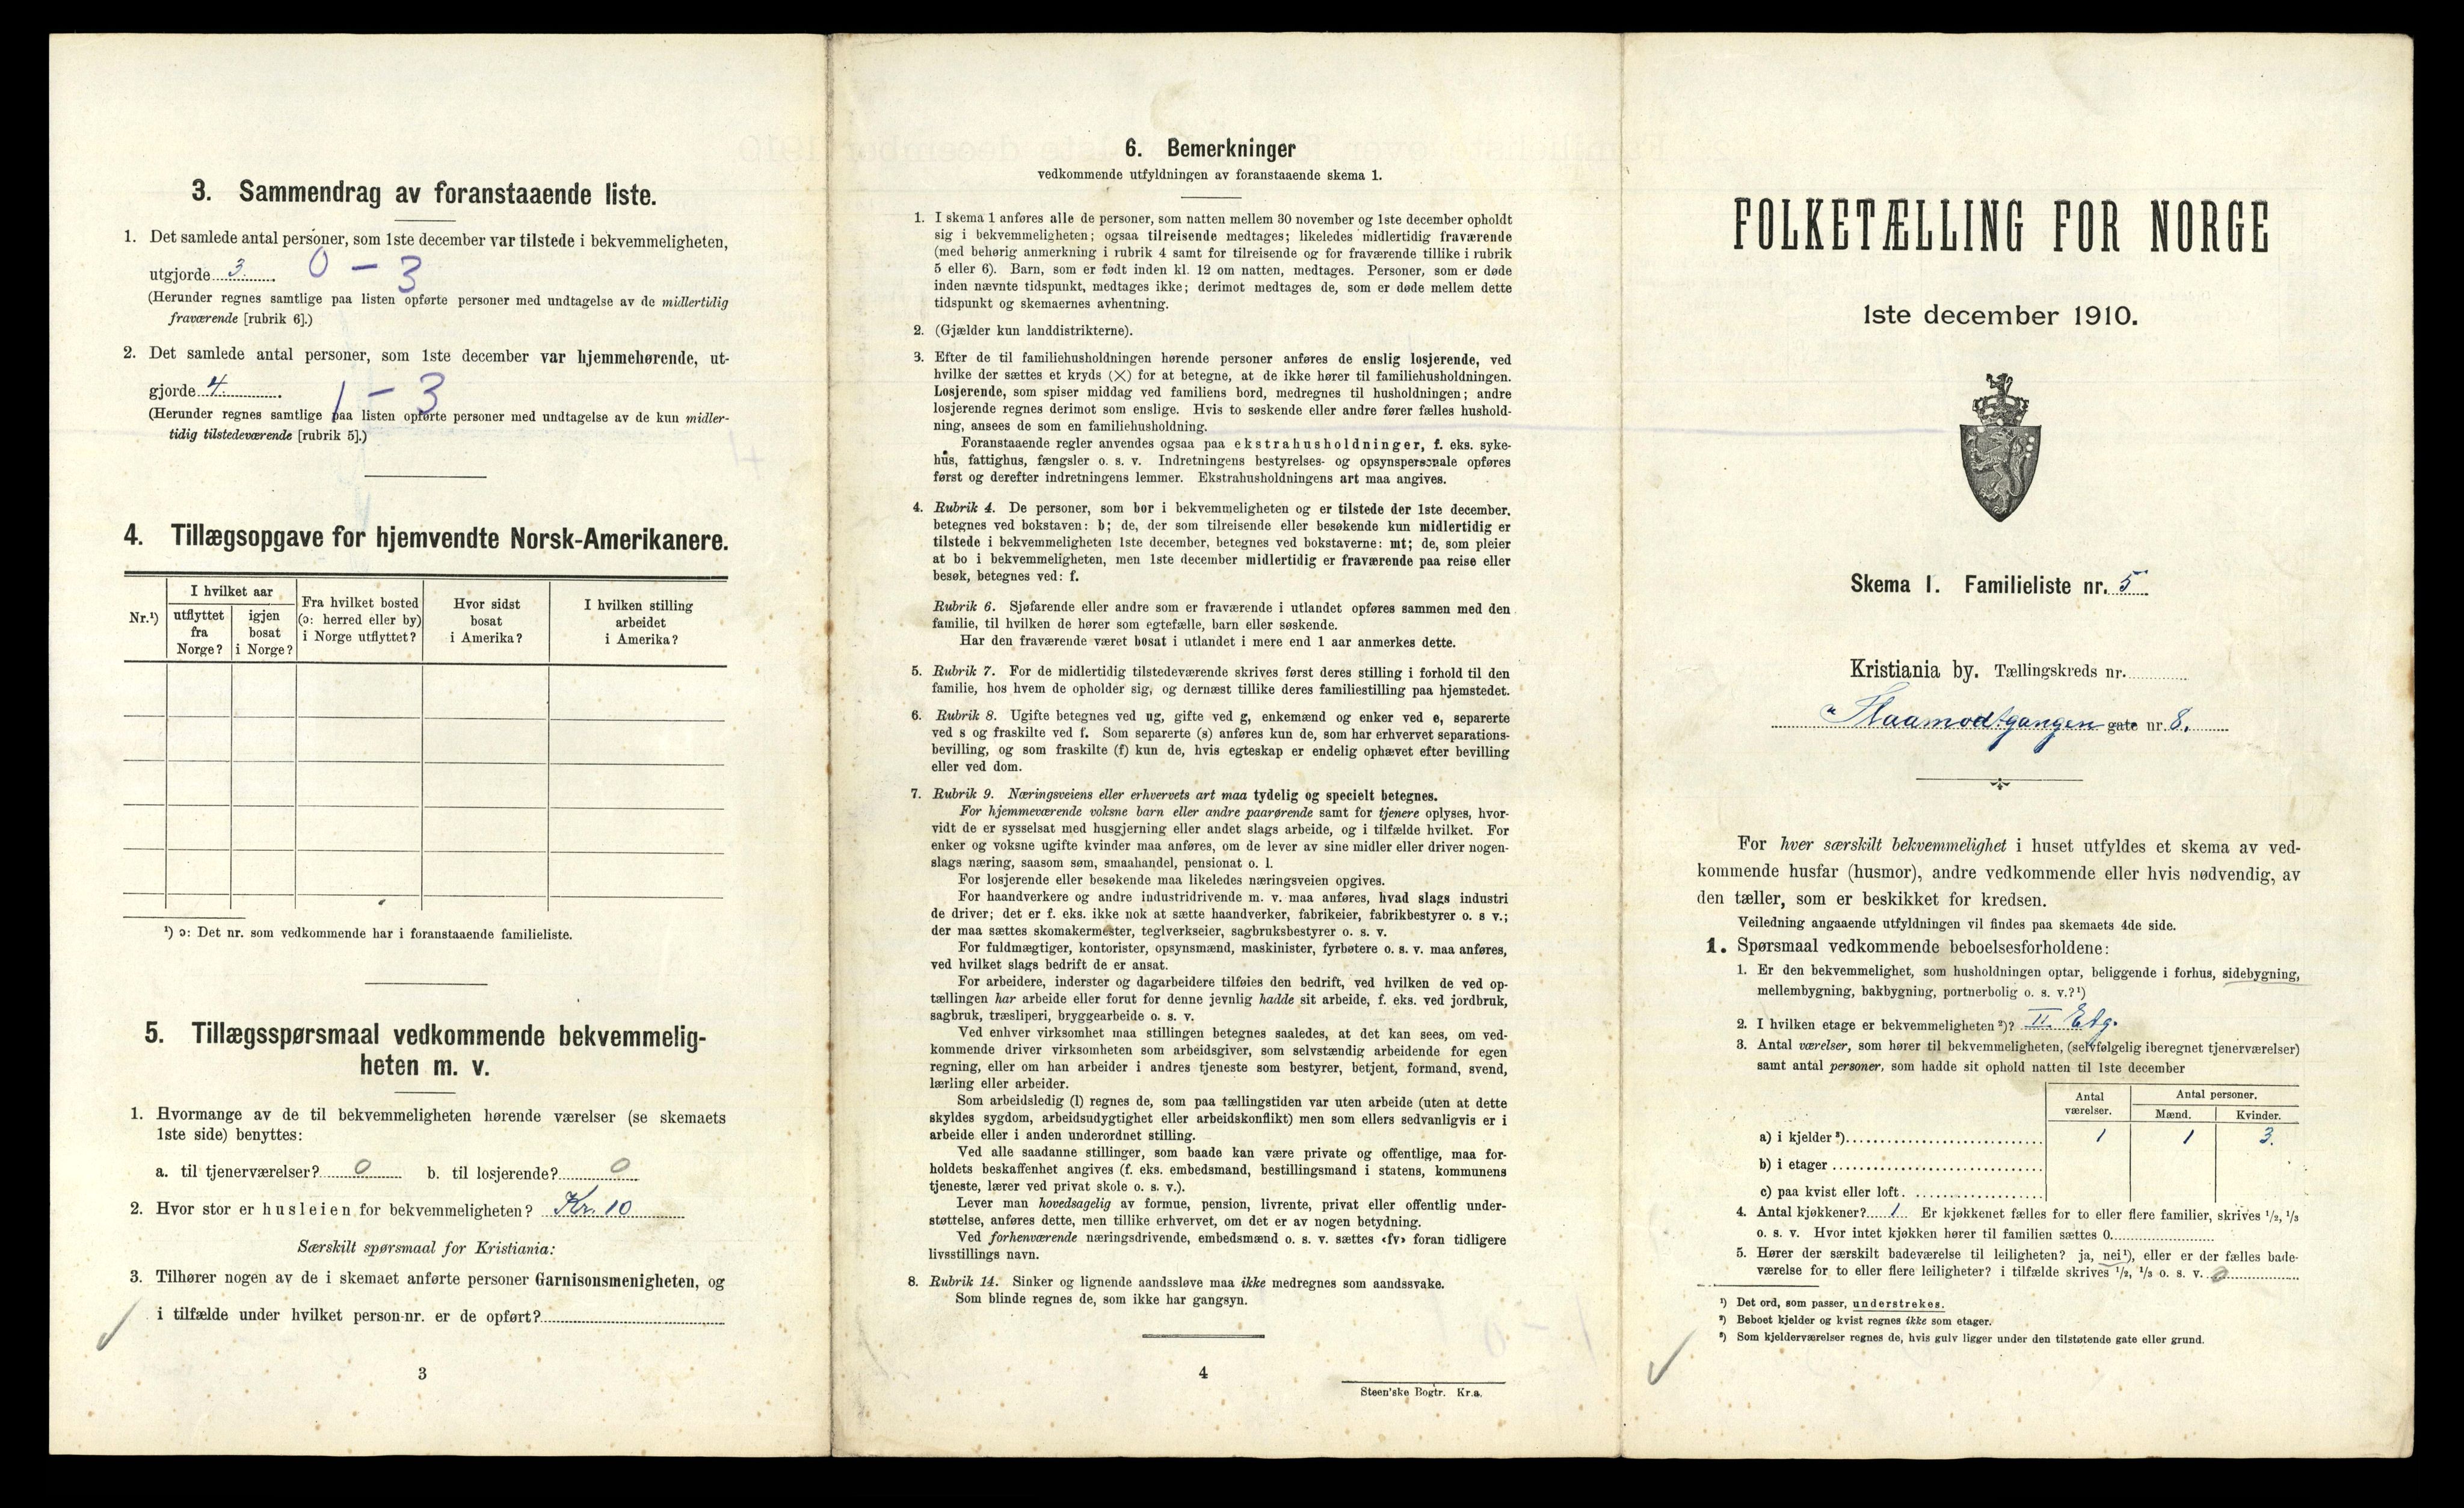 3. Sammendrag av foranstaaende liste.
1. Det samlede antal personer, som 1ste december var tilstede i bekvemmeligheten,
utgjorde 3. 0 – 3
(Herunder regnes samtlige paa listen opførte personer med undtagelse av de midlertidig
fraværende [rubrik 6].)
2. Det samlede antal personer, som 1ste december var hjemmehørende, ut-
gjorde 4. 1 – 3
(Herunder regnes samtlige paa listen opførte personer med undtagelse av de kun midler-
tidig tilstedeværende [rubrik 5].)
4. Tillægsopgave for hjemvendte Norsk-Amerikanere.
Nr.¹)
I hvilket aar
utflyttet
fra
Norge?
igjen
bosat
i Norge?
Fra hvilket bosted
(ɔ: herred eller by)
i Norge utflyttet?
Hvor sidst
bosat
i Amerika?
I hvilken stilling
arbeidet
i Amerika?
¹) ɔ: Det nr. som vedkommende har i foranstaaende familieliste.
5. Tillægsspørsmaal vedkommende bekvemmelig-
heten m. v.
1. Hvormange av de til bekvemmeligheten hørende værelser (se skemaets
1ste side) benyttes:
a. til tjenerværelser? 0 b. til losjerende? 0
2. Hvor stor er husleien for bekvemmeligheten? Kr. 10
Særskilt spørsmaal for Kristiania:
3. Tilhører nogen av de i skemaet anførte personer Garnisonsmenigheten, og
i tilfælde under hvilket person-nr. er de opført?
3
6. Bemerkninger
vedkommende utfyldningen av foranstaaende skema 1.
1. I skema 1 anføres alle de personer, som natten mellem 30 november og 1ste december opholdt
sig i bekvemmeligheten; ogsaa tilreisende medtages; likeledes midlertidig fraværende
(med behørig anmerkning i rubrik 4 samt for tilreisende og for fraværende tillike i rubrik
5 eller 6). Barn, som er født inden kl. 12 om natten, medtages. Personer, som er døde
inden nævnte tidspunkt, medtages ikke; derimot medtages de, som er døde mellem dette
tidspunkt og skemaernes avhentning.
2. (Gjælder kun landdistrikterne).
3. Efter de til familiehusholdningen hørende personer anføres de enslig losjerende, ved
hvilke der sættes et kryds (×) for at betegne, at de ikke hører til familiehusholdningen.
Losjerende, som spiser middag ved familiens bord, medregnes til husholdningen; andre
losjerende regnes derimot som enslige. Hvis to søskende eller andre fører fælles hushold-
ning, ansees de som en familiehusholdning.
Foranstaaende regler anvendes ogsaa paa ekstrahusholdninger, f. eks. syke-
hus, fattighus, fængsler o. s. v. Indretningens bestyrelses- og opsynspersonale opføres
først og derefter indretningens lemmer. Ekstrahusholdningens art maa angives.
4. Rubrik 4. De personer, som bor i bekvemmeligheten og er tilstede der 1ste december,
betegnes ved bokstaven: b; de, der som tilreisende eller besøkende kun midlertidig er
tilstede i bekvemmeligheten 1ste december, betegnes ved bokstaverne: mt; de, som pleier
at bo i bekvemmeligheten, men 1ste december midlertidig er fraværende paa reise eller
besøk, betegnes ved: f.
Rubrik 6. Sjøfarende eller andre som er fraværende i utlandet opføres sammen med den
familie, til hvilken de hører som egtefælle, barn eller søskende.
Har den fraværende været bosat i utlandet i mere end 1 aar anmerkes dette.
5. Rubrik 7. For de midlertidig tilstedeværende skrives først deres stilling i forhold til den
familie, hos hvem de opholder sig, og dernæst tillike deres familiestilling paa hjemstedet.
6. Rubrik 8. Ugifte betegnes ved ug, gifte ved g, enkemænd og enker ved e, separerte
ved s og fraskilte ved f. Som separerte (s) anføres kun de, som har erhvervet separations-
bevilling, og som fraskilte (f) kun de, hvis egteskap er endelig ophævet efter bevilling
eller ved dom.
7. Rubrik 9. Næringsveiens eller erhvervets art maa tydelig og specielt betegnes.
For hjemmeværende voksne barn eller andre paarørende samt for tjenere oplyses, hvor-
vidt de er sysselsat med husgjerning eller andet slags arbeide, og i tilfælde hvilket. For
enker og voksne ugifte kvinder maa anføres, om de lever av sine midler eller driver nogen-
slags næring, saasom søm, smaahandel, pensionat o. l.
For losjerende eller besøkende maa likeledes næringsveien opgives.
For haandverkere og andre industridrivende m. v. maa anføres, hvad slags industri
de driver; det er f. eks. ikke nok at sætte haandverker, fabrikeier, fabrikbestyrer o. s v.;
der maa sættes skomakermester, teglverkseier, sagbruksbestyrer o. s. v.
For fuldmægtiger, kontorister, opsynsmænd, maskinister, fyrbøtere o. s. v. maa anføres,
ved hvilket slags bedrift de er ansat.
For arbeidere, inderster og dagarbeidere tilføies den bedrift, ved hvilken de ved op-
tællingen har arbeide eller forut for denne jevnlig hadde sit arbeide, f. eks. ved jordbruk,
sagbruk, træsliperi, bryggearbeide o. s. v.
Ved enhver virksomhet maa stillingen betegnes saaledes, at det kan sees, om ved-
kommende driver virksomheten som arbeidsgiver, som selvstændig arbeidende for egen
regning, eller om han arbeider i andres tjeneste som bestyrer, betjent, formand, svend,
lærling eller arbeider.
Som arbeidsledig (l) regnes de, som paa tællingstiden var uten arbeide (uten at dette
skyldes sygdom, arbeidsudygtighet eller arbeidskonflikt) men som ellers sedvanligvis er i
arbeide eller i anden underordnet stilling.
Ved alle saadanne stillinger, som baade kan være private og offentlige, maa for-
holdets beskaffenhet angives (f. eks. embedsmand, bestillingsmand i statens, kommunens
tjeneste, lærer ved privat skole o. s. v.).
Lever man hovedsagelig av formue, pension, livrente, privat eller offentlig under-
støttelse, anføres dette, men tillike erhvervet, om det er av nogen betydning.
Ved forhenværende næringsdrivende, embedsmænd o. s. v. sættes ‹fv› foran tidligere
livsstillings navn.
8. Rubrik 14. Sinker og lignende aandssløve maa ikke medregnes som aandssvake.
Som blinde regnes de, som ikke har gangsyn.
4
Steen'ske Bogtr. Kr.a.
FOLKETÆLLING FOR NORGE
1ste december 1910.
Skema 1. Familieliste nr. 5
Kristiania by. Tællingskreds nr.
gate nr. 8.
For hver særskilt bekvemmelighet i huset utfyldes et skema av ved-
kommende husfar (husmor), andre vedkommende eller hvis nødvendig, av
den tæller, som er beskikket for kredsen.
Veiledning angaaende utfyldningen vil findes paa skemaets 4de side.
1. Spørsmaal vedkommende beboelsesforholdene:
1. Er den bekvemmelighet, som husholdningen optar, beliggende i forhus, sidebygning,
mellembygning, bakbygning, portnerbolig o. s. v.?¹)
2. I hvilken etage er bekvemmeligheten²)? II. Etg.
3. Antal værelser, som hører til bekvemmeligheten, (selvfølgelig iberegnet tjenerværelser)
samt antal personer, som hadde sit ophold natten til 1ste december
Antal
værelser.
Antal personer.
Mænd. Kvinder.
a) i kjelder³) 1 1 3.
b) i etager
c) paa kvist eller loft.
4. Antal kjøkkener? 1 Er kjøkkenet fælles for to eller flere familier, skrives ¹/₂, ¹/₃
o. s. v. Hvor intet kjøkken hører til familien sættes 0.
5. Hører der særskilt badeværelse til leiligheten? ja, nei¹), eller er der fælles bade-
værelse for to eller flere leiligheter? i tilfælde skrives ¹/₂, ¹/₃ o. s. v. 0
¹) Det ord, som passer, understrekes.
²) Beboet kjelder og kvist regnes ikke som etager.
³) Som kjelderværelser regnes de, hvis gulv ligger under den tilstøtende gate eller grund.